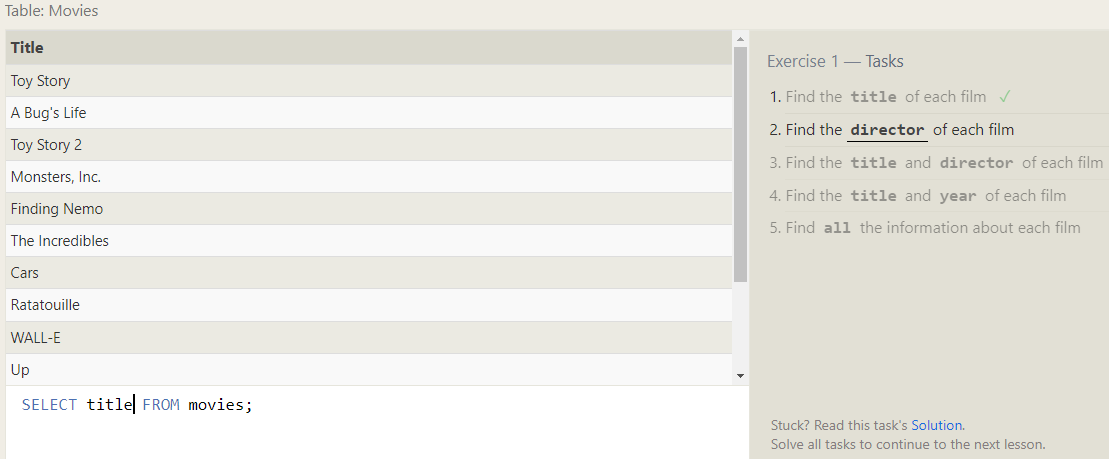 Table: Movies
Title
Toy Story
A Bug's Life
Toy Story 2
Monsters, Inc.
Finding Nemo
The Incredibles
Cars
Ratatouille
WALL-E
Up
SELECT title FROM movies;
Exercise 1 — Tasks
1. Find the title of each film ✓
2. Find the director of each film
3. Find the title and director of each film
4. Find the title and year of each film
5. Find all the information about each film
Stuck? Read this task's Solution.
Solve all tasks to continue to the next lesson.